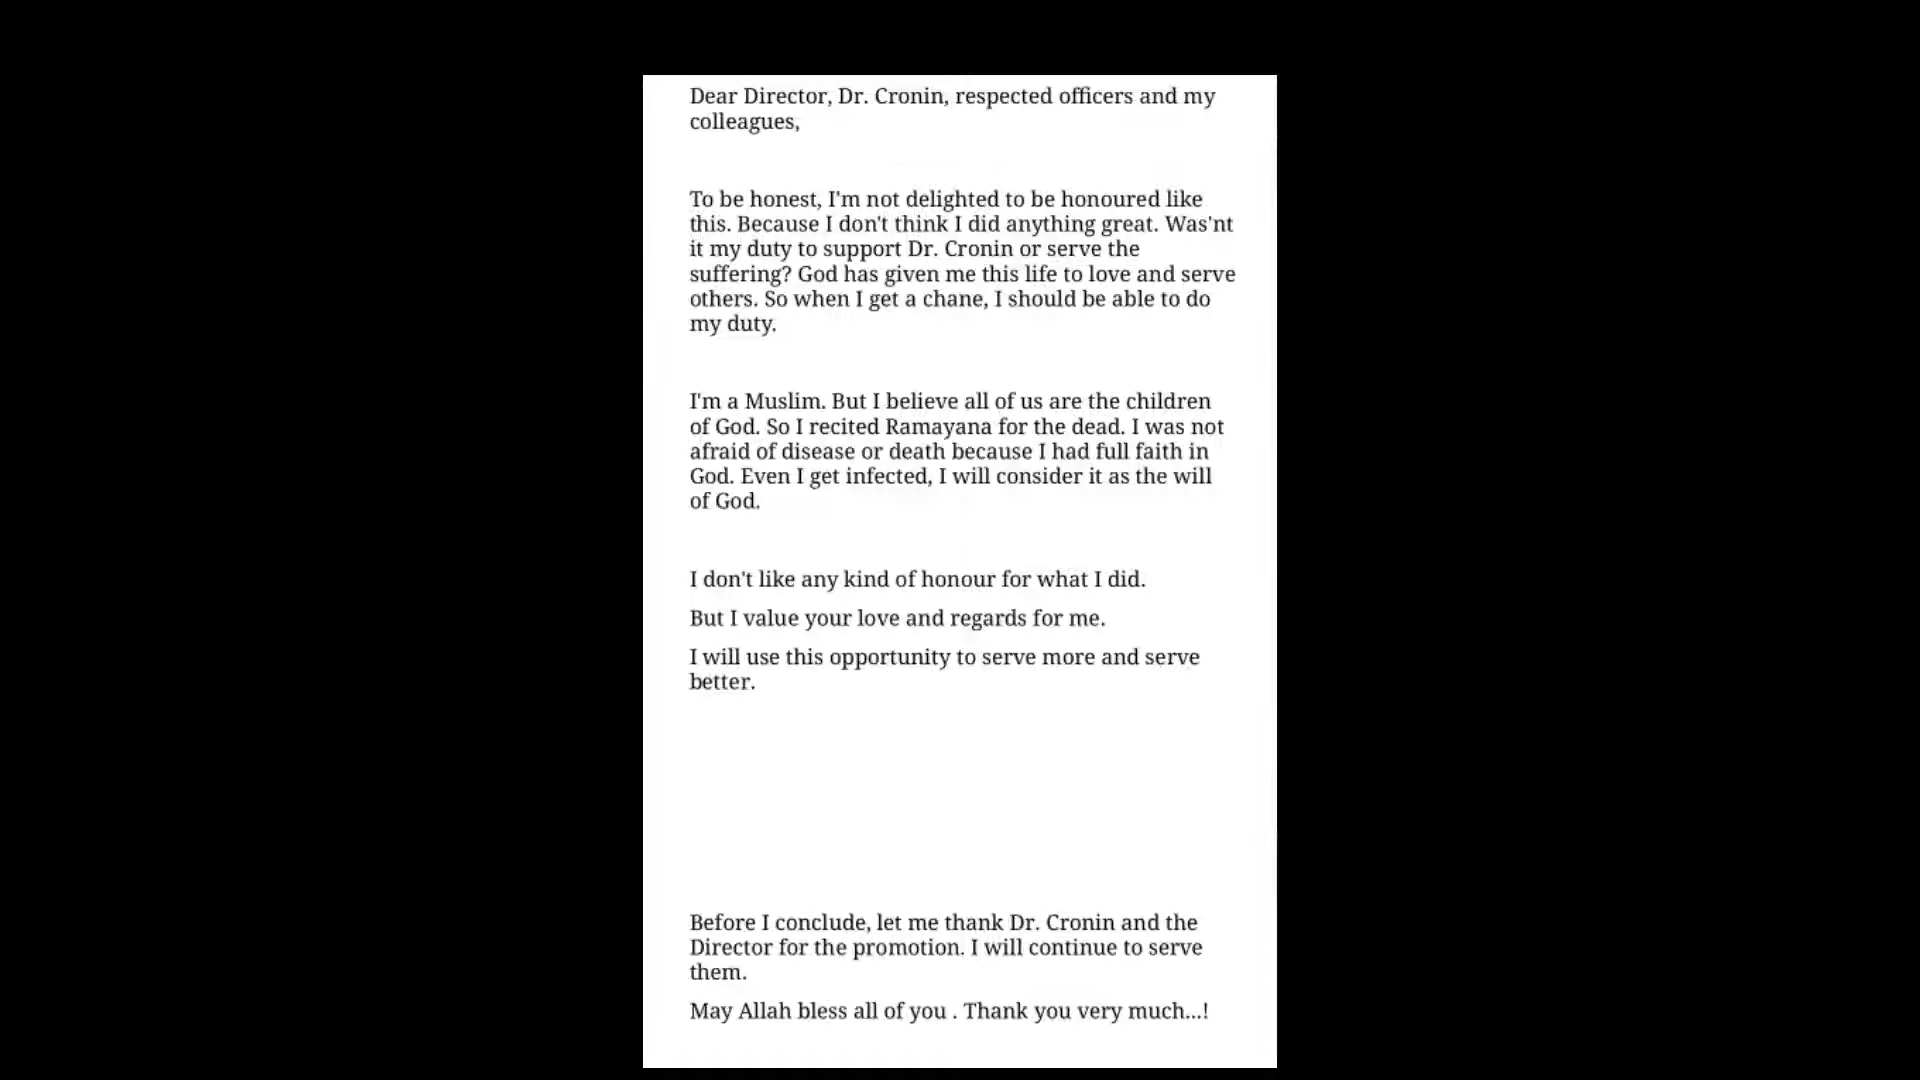 Dear Director, Dr. Cronin, respected officers and my
colleagues,
To be honest, I'm not delighted to be honoured like
this. Because I don't think I did anything great. Was'nt
it my duty to support Dr. Cronin or serve the
suffering? God has given me this life to love and serve
others. So when I get a chane, I should be able to do
my duty.
I'm a Muslim. But I believe all of us are the children
of God. So I recited Ramayana for the dead. I was not
afraid of disease or death because I had full faith in
God. Even I get infected, I will consider it as the will
of God.
I don't like any kind of honour for what I did.
But I value your love and regards for me.
I will use this opportunity to serve more and serve
better.
Before I conclude, let me thank Dr. Cronin and the
Director for the promotion. I will continue to serve
them.
May Allah bless all of you . Thank you very much...!